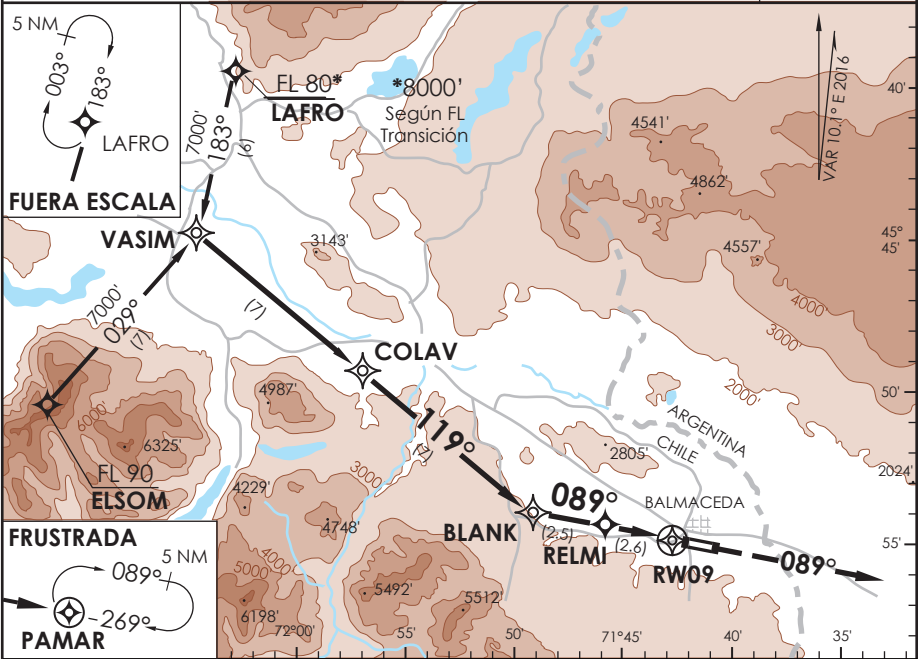 5 NM
003°
183°
LAFRO
FUERA ESCALA
FL 80*
LAFRO
*8000'
Según FL
Transición
7000'
183°
(6)
VAR 10.1° E 2016
40'
4541'
4862'
4557'
45°
45'
VASIM
3143'
(7)
7000'
029°
(7)
4000'
3000'
2000'
COLAV
50'
4987'
6000'
6325'
FL 90
ELSOM
119°
(7)
3000'
ARGENTINA
CHILE
2805'
2024'
4229'
4748'
BLANK
089°
(2.5)
RELMI
(2.6)
BALMACEDA
RW09
089°
55'
FRUSTRADA
5 NM
089°
269°
PAMAR
5000'
4000'
5492'
5512'
6198'
72°00'
55'
50'
71°45'
40'
35'